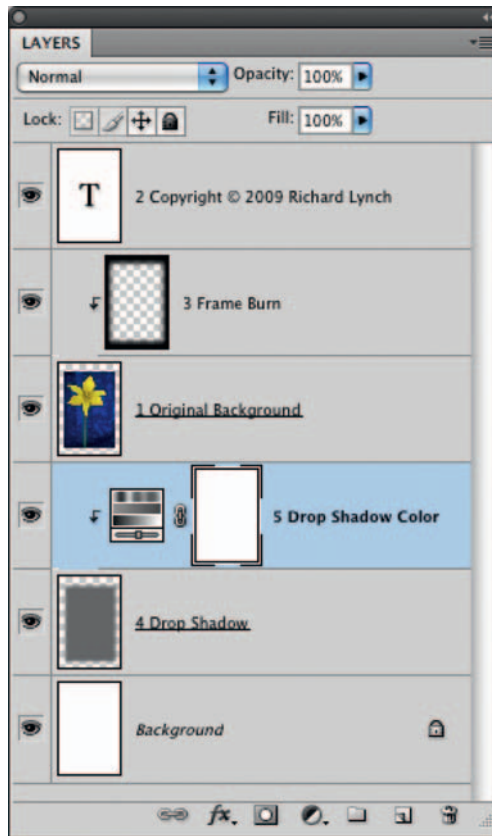 LAYERS
Normal Opacity: 100%
Lock: Fill: 100%
T 2 Copyright © 2009 Richard Lynch
3 Frame Burn
1 Original Background
5 Drop Shadow Color
4 Drop Shadow
Background
fx.